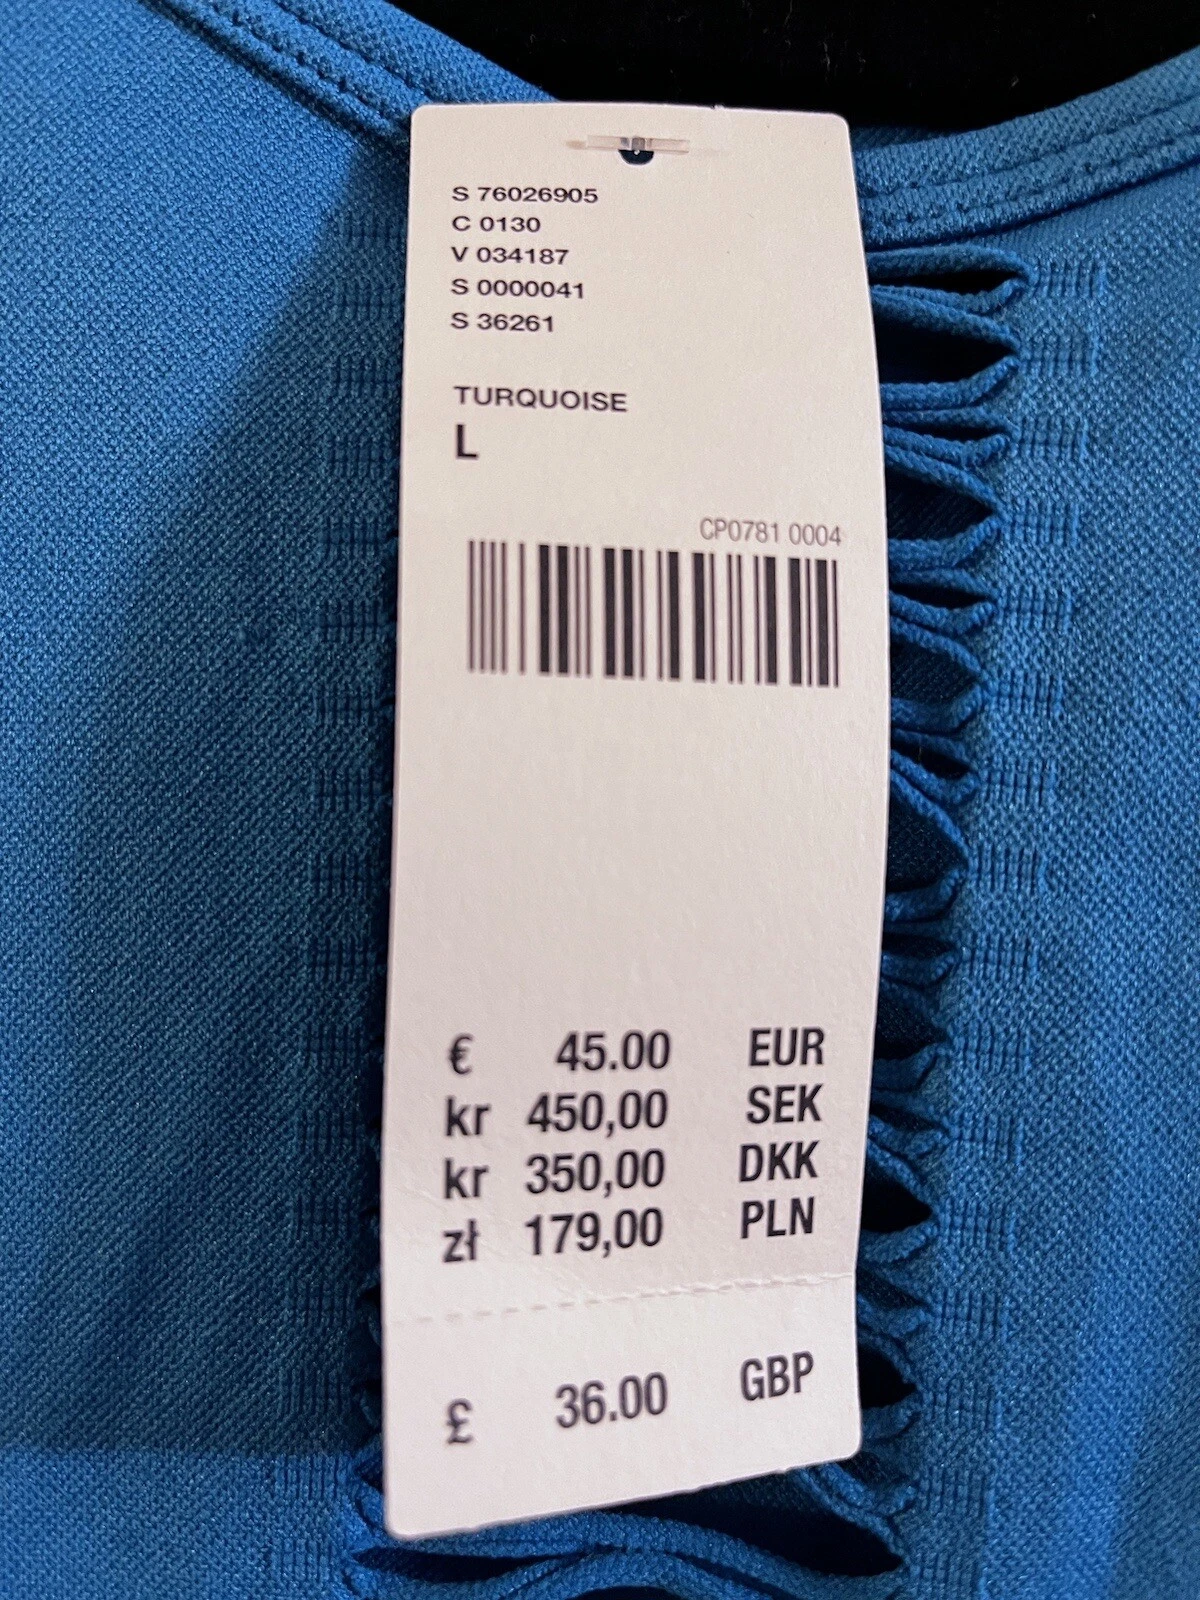 S 76026905
C 0130
V 034187
S 0000041
S 36261
TURQUOISE
L
CP0781 0004
€ 45.00 EUR
kr 450,00 SEK
kr 350,00 DKK
zł 179,00 PLN
£ 36.00 GBP